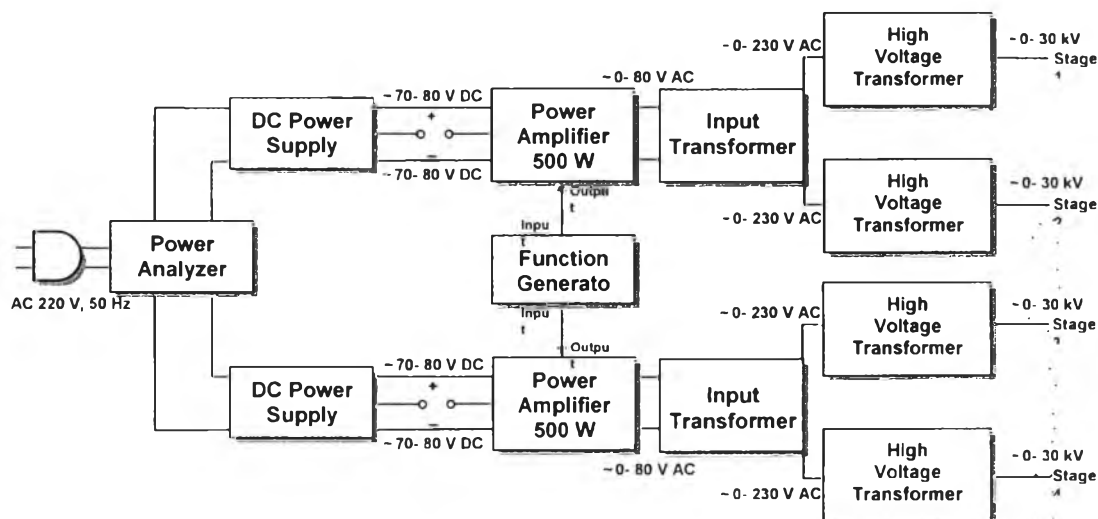 High
Voltage
Transformer
~0- 230 V AC
~0- 30 kV
Stage
1
~0- 80 V AC
~70- 80 V DC
DC Power
Supply
+
−
~70- 80 V DC
Power
Amplifier
500 W
Input
Transformer
High
Voltage
Transformer
~0- 230 V AC
~0- 30 kV
Stage
2
Outpu
t
Inpu
t
Power
Analyzer
AC 220 V, 50 Hz
Function
Generato
Inpu
t
Outpu
t
High
Voltage
Transformer
~0- 230 V AC
~0- 30 kV
Stage
~70- 80 V DC
DC Power
Supply
+
−
~70- 80 V DC
Power
Amplifier
500 W
Input
Transformer
~0- 80 V AC
High
Voltage
Transformer
~0- 230 V AC
~0- 30 kV
Stage
4